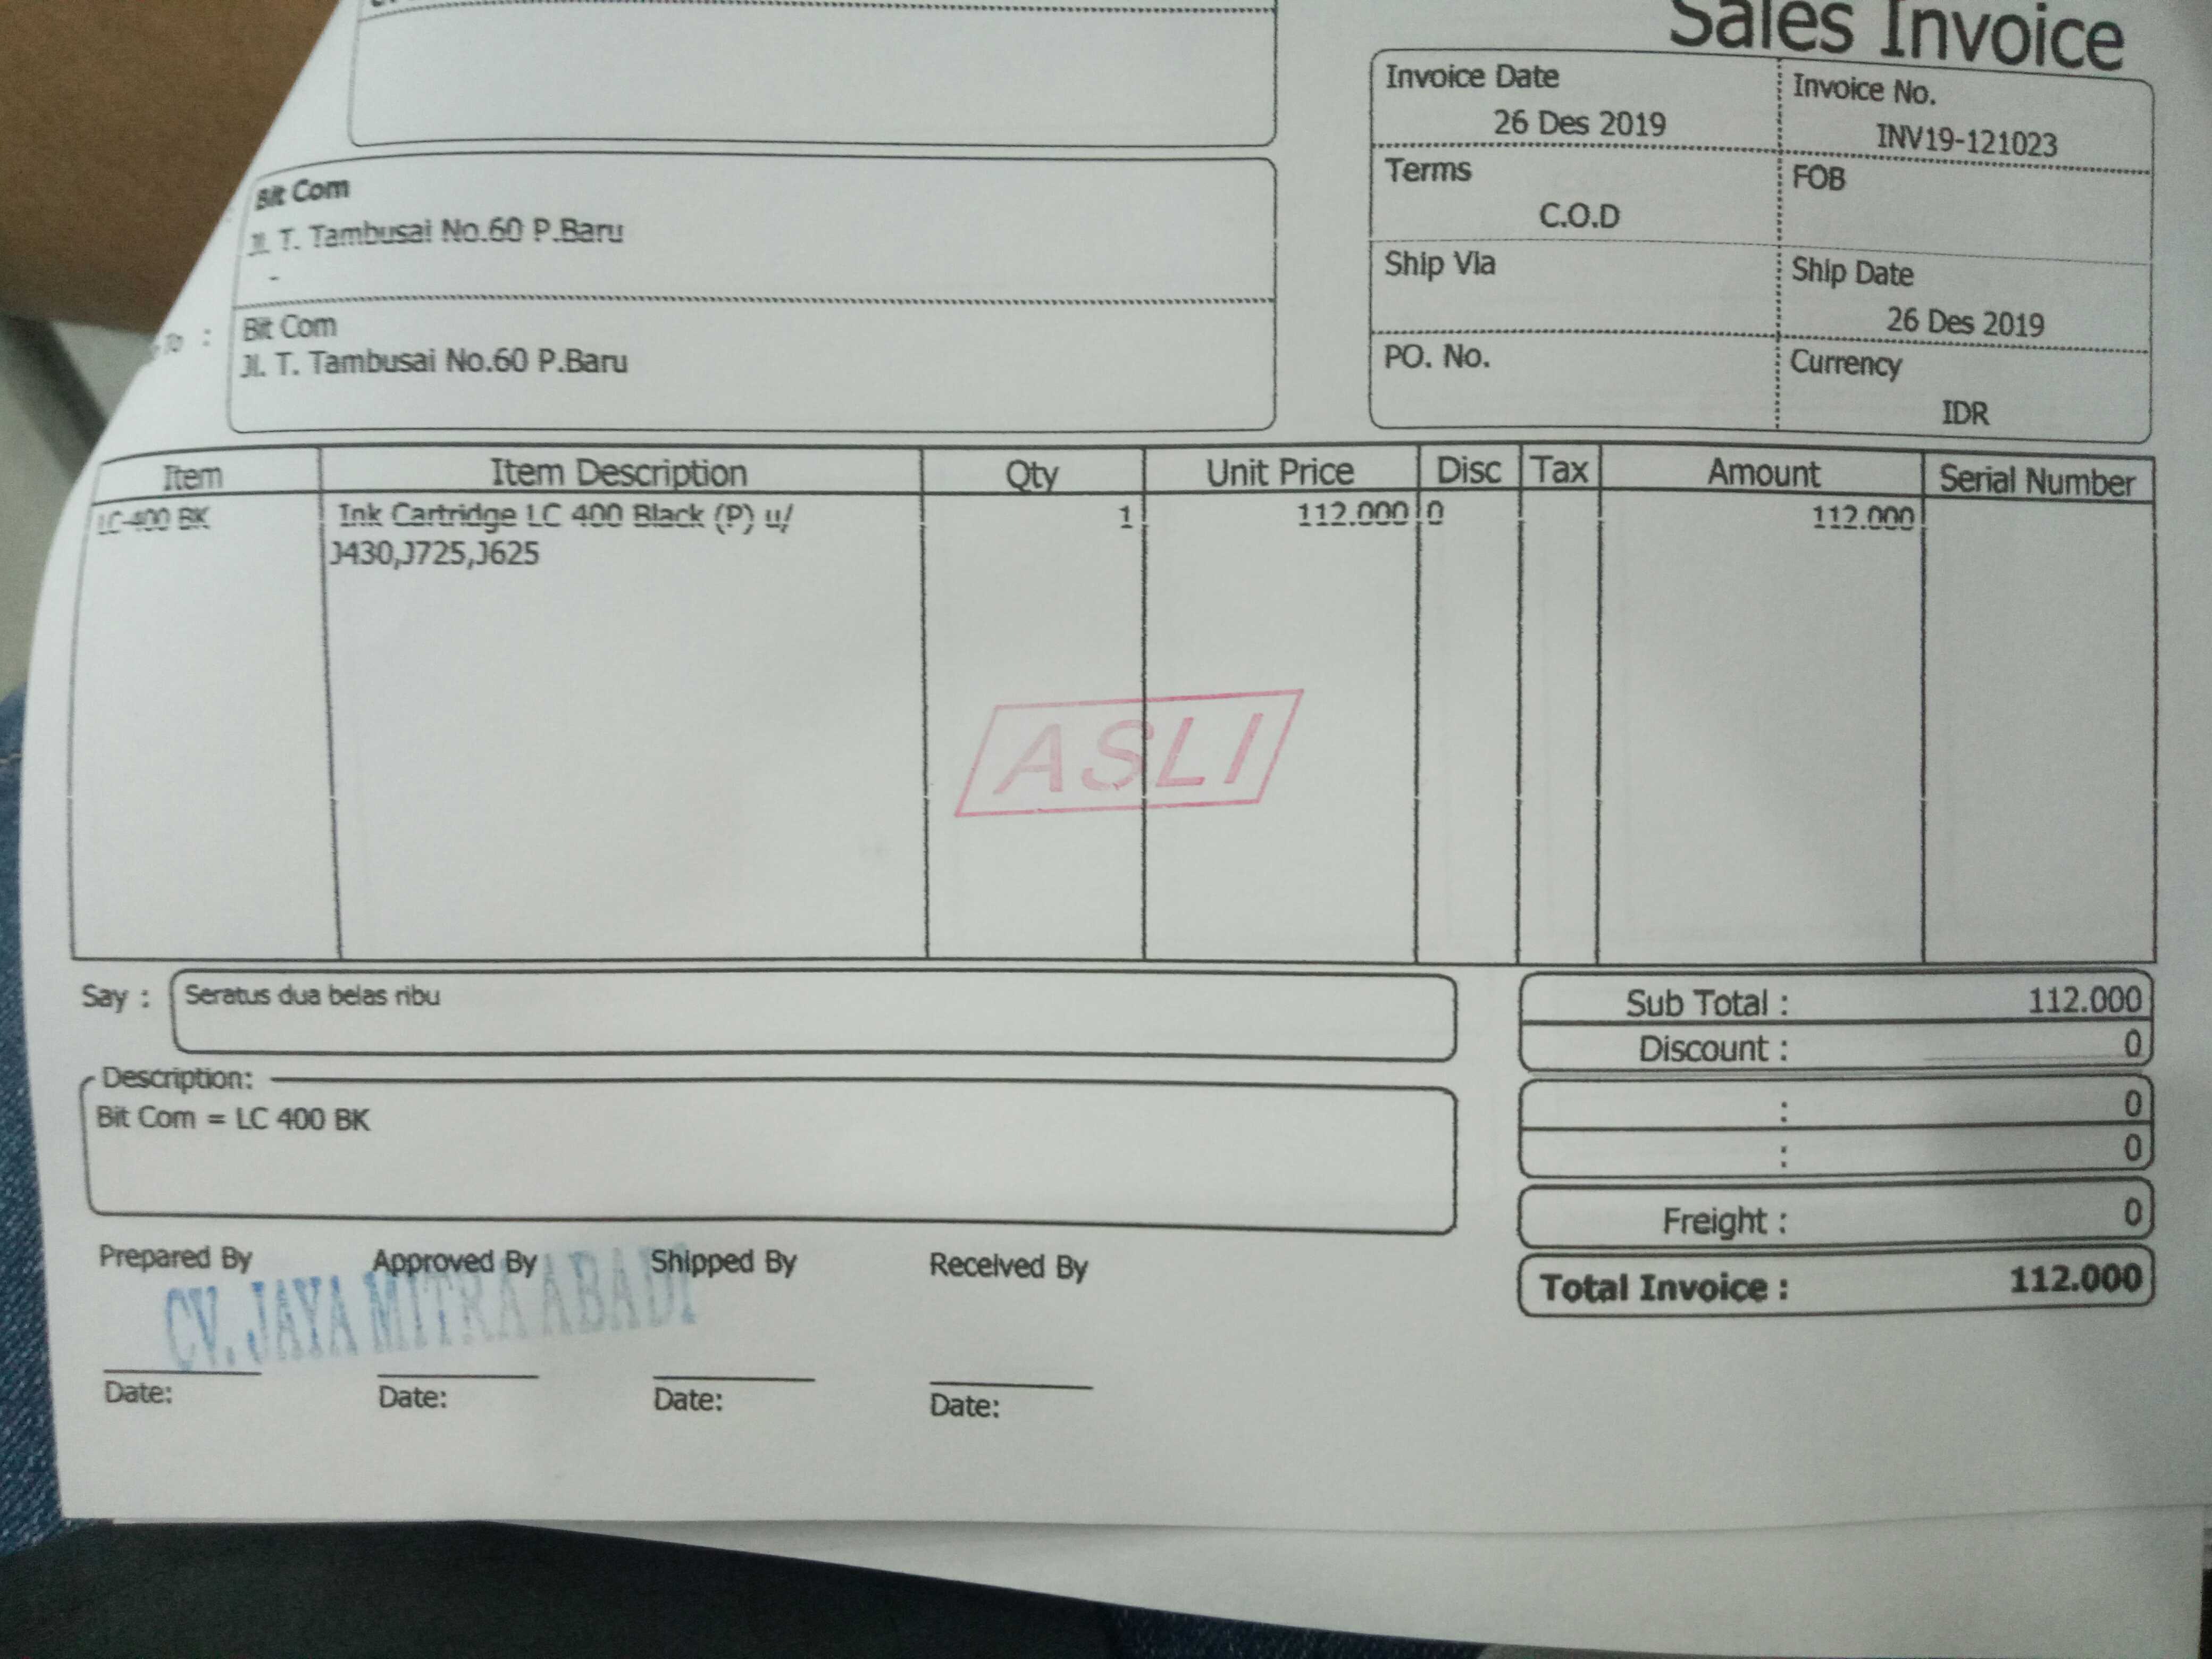 Sales Invoice
Invoice Date
26 Des 2019
Invoice No.
INV19-121023
Terms
C.O.D
FOB
Ship Via
Ship Date
26 Des 2019
PO. No.
Currency
IDR
Bit Com
Jl. T. Tambusai No.60 P.Baru
-
To :
Bit Com
Jl. T. Tambusai No.60 P.Baru
Item Item Description Qty Unit Price Disc Tax Amount Serial Number
LC-400 BK Ink Cartridge LC 400 Black (P) u/ 1 112.000 0 112.000
J430,J725,J625
ASLI
Say : Seratus dua belas ribu
Sub Total : 112.000
Discount : 0
: 0
: 0
Freight : 0
Total Invoice : 112.000
Description:
Bit Com = LC 400 BK
Prepared By Approved By Shipped By Received By
CV. JAYA MITRA ABADI
Date: Date: Date: Date: